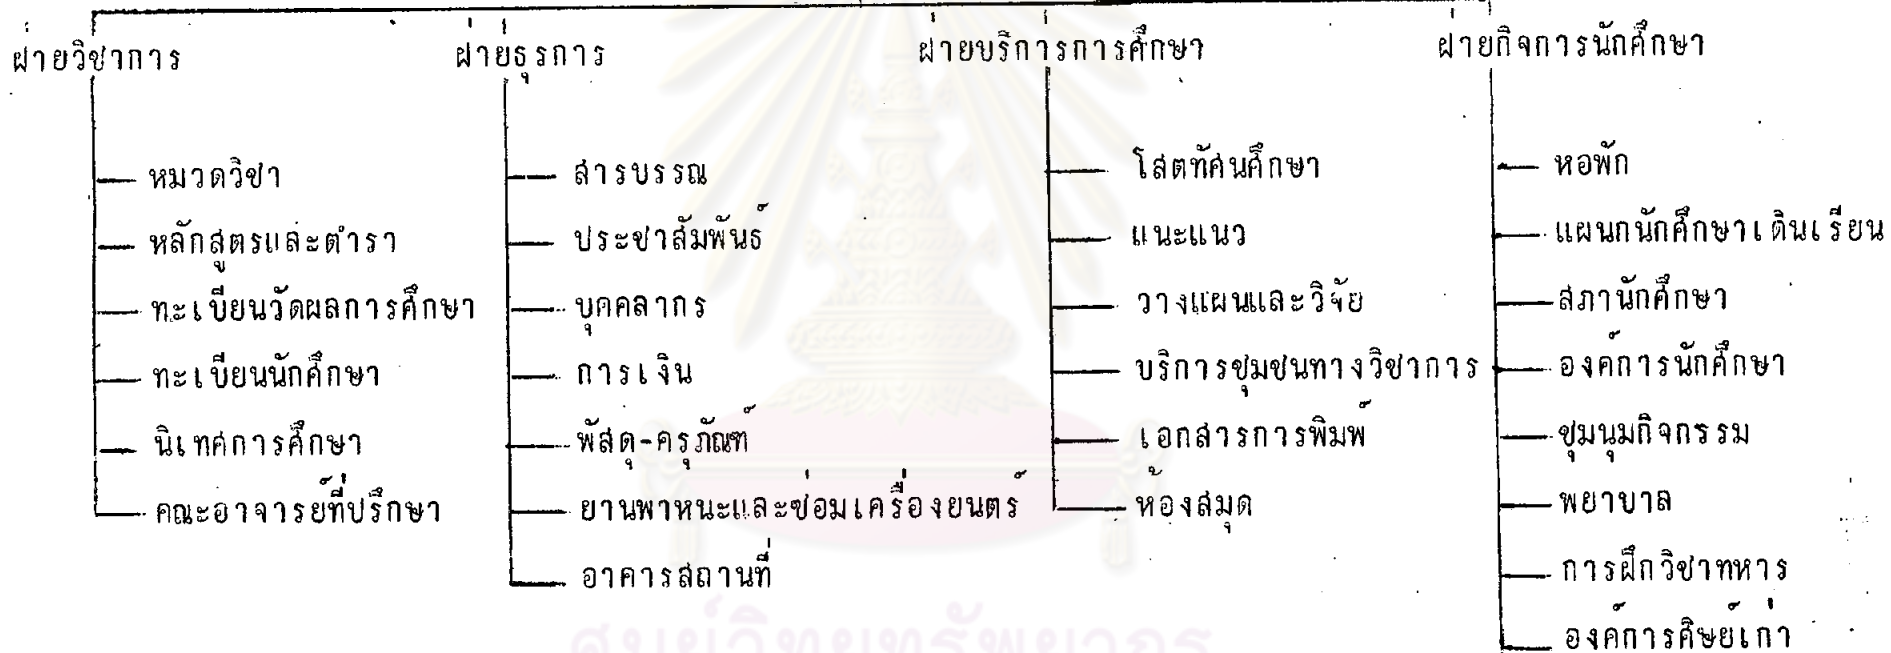 ฝ่ายวิชาการ
หมวดวิชา
หลักสูตรและตำรา
ทะเบียนวัดผลการศึกษา
ทะเบียนนักศึกษา
นิเทศการศึกษา
คณะอาจารย์ที่ปรึกษา
ฝ่ายธุรการ
สารบรรณ
ประชาสัมพันธ์
บุคคลากร
การเงิน
พัสดุ-ครุภัณฑ์
ยานพาหนะและซ่อมเครื่องยนตร์
อาคารสถานที่
ฝ่ายบริการการศึกษา
โสตทัศนศึกษา
แนะแนว
วางแผนและวิจัย
บริการชุมชนทางวิชาการ
เอกสารการพิมพ์
ห้องสมุด
ฝ่ายกิจการนักศึกษา
หอพัก
แผนกนักศึกษาเดินเรียน
สภานักศึกษา
องค์การนักศึกษา
ชุมนุมกิจกรรม
พยาบาล
การฝึกวิชาทหาร
องค์การศิษย์เก่า
ศูนย์วิทยทรัพยากร